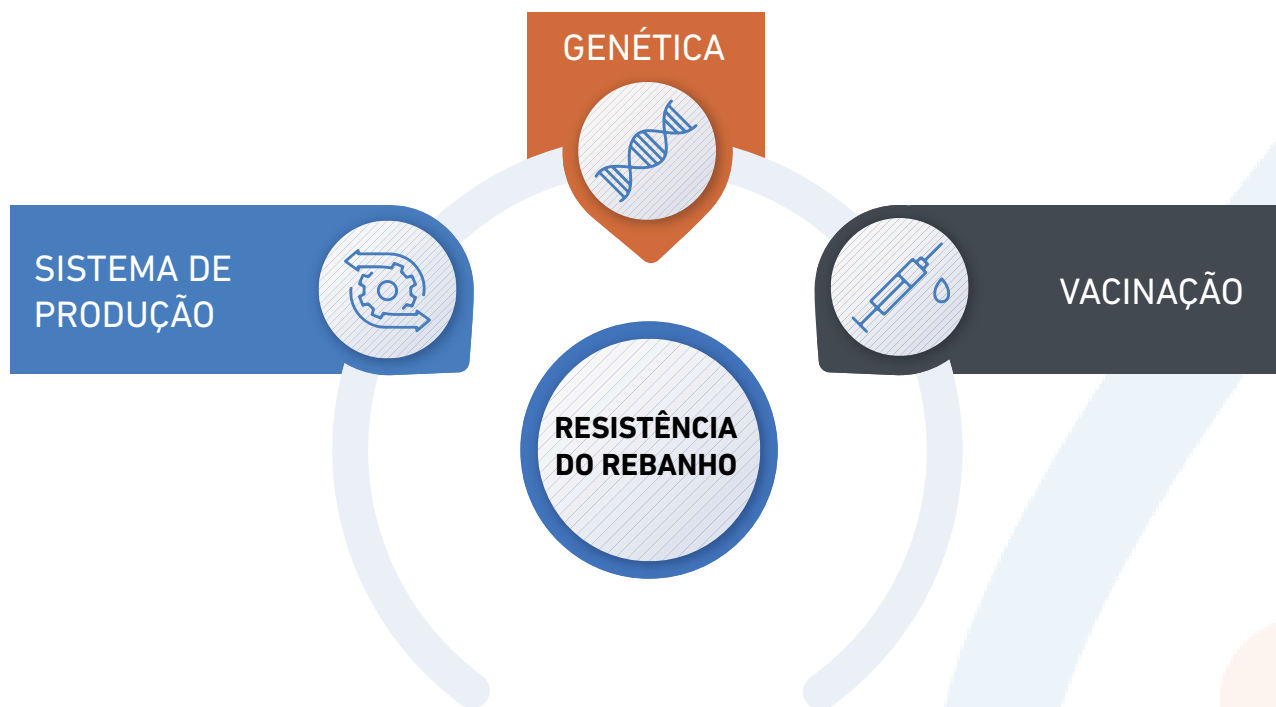 GENÉTICA
SISTEMA DE
PRODUÇÃO
VACINAÇÃO
RESISTÊNCIA
DO REBANHO